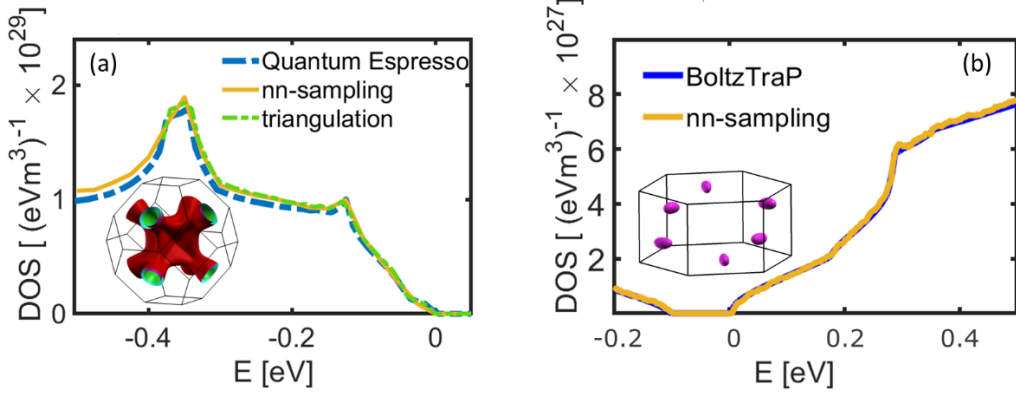 (a)
Quantum Espresso
nn-sampling
triangulation
DOS [ (eVm³)⁻¹ × 10²⁹
2
1
0
-0.4
-0.2
0
E [eV]
(b)
BoltzTraP
nn-sampling
DOS [ (eVm³)⁻¹ × 10²⁷
8
6
4
2
-0.2
0
0.2
0.4
E [eV]